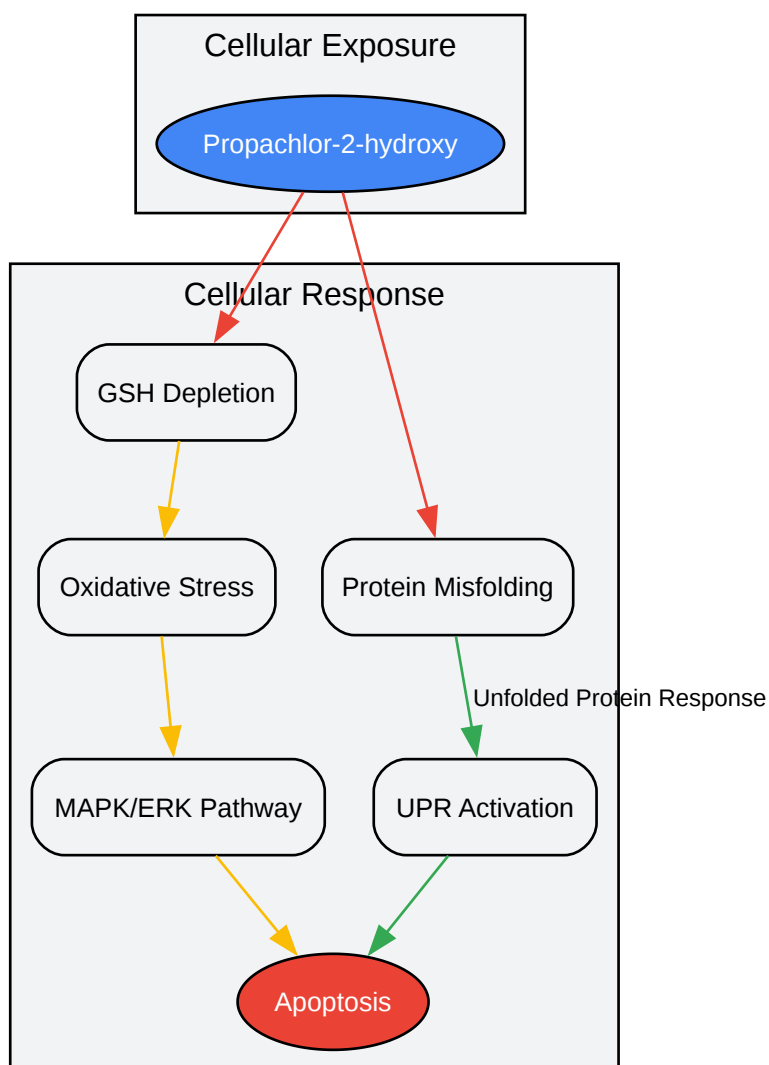 Cellular Exposure
Propachlor-2-hydroxy
Cellular Response
GSH Depletion
Oxidative Stress
Protein Misfolding
Unfolded Protein Response
MAPK/ERK Pathway
UPR Activation
Apoptosis